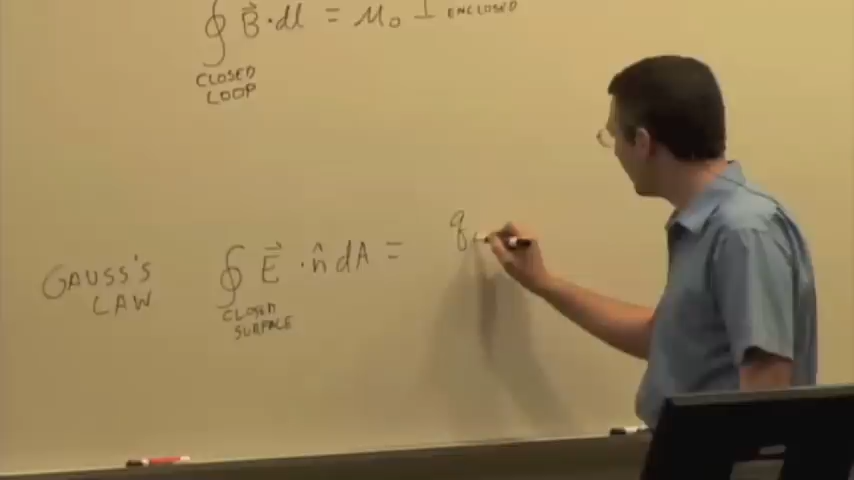 ∮ B⃗ · dl = μ₀ I ENCLOSED
CLOSED
LOOP
GAUSS'S
LAW
∮ E⃗ · n̂ dA = q
CLOSED
SURFACE